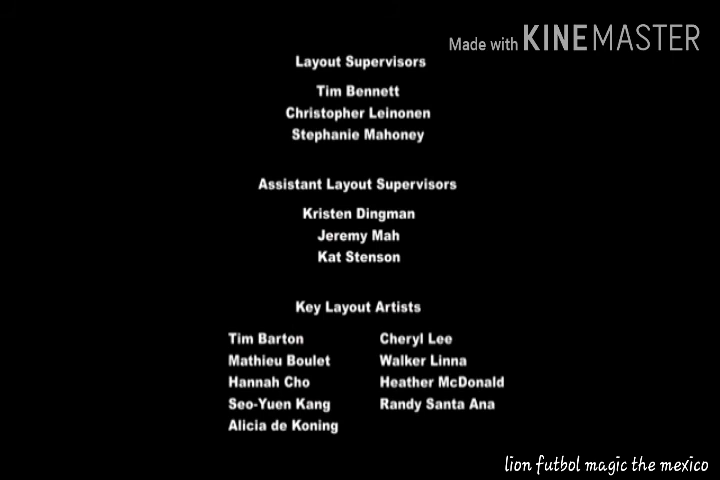 Made with KINEMASTER
Layout Supervisors
Tim Bennett
Christopher Leinonen
Stephanie Mahoney
Assistant Layout Supervisors
Kristen Dingman
Jeremy Mah
Kat Stenson
Key Layout Artists
Tim Barton
Mathieu Boulet
Hannah Cho
Seo-Yuen Kang
Alicia de Koning
Cheryl Lee
Walker Linna
Heather McDonald
Randy Santa Ana
lion futbol magic the mexico